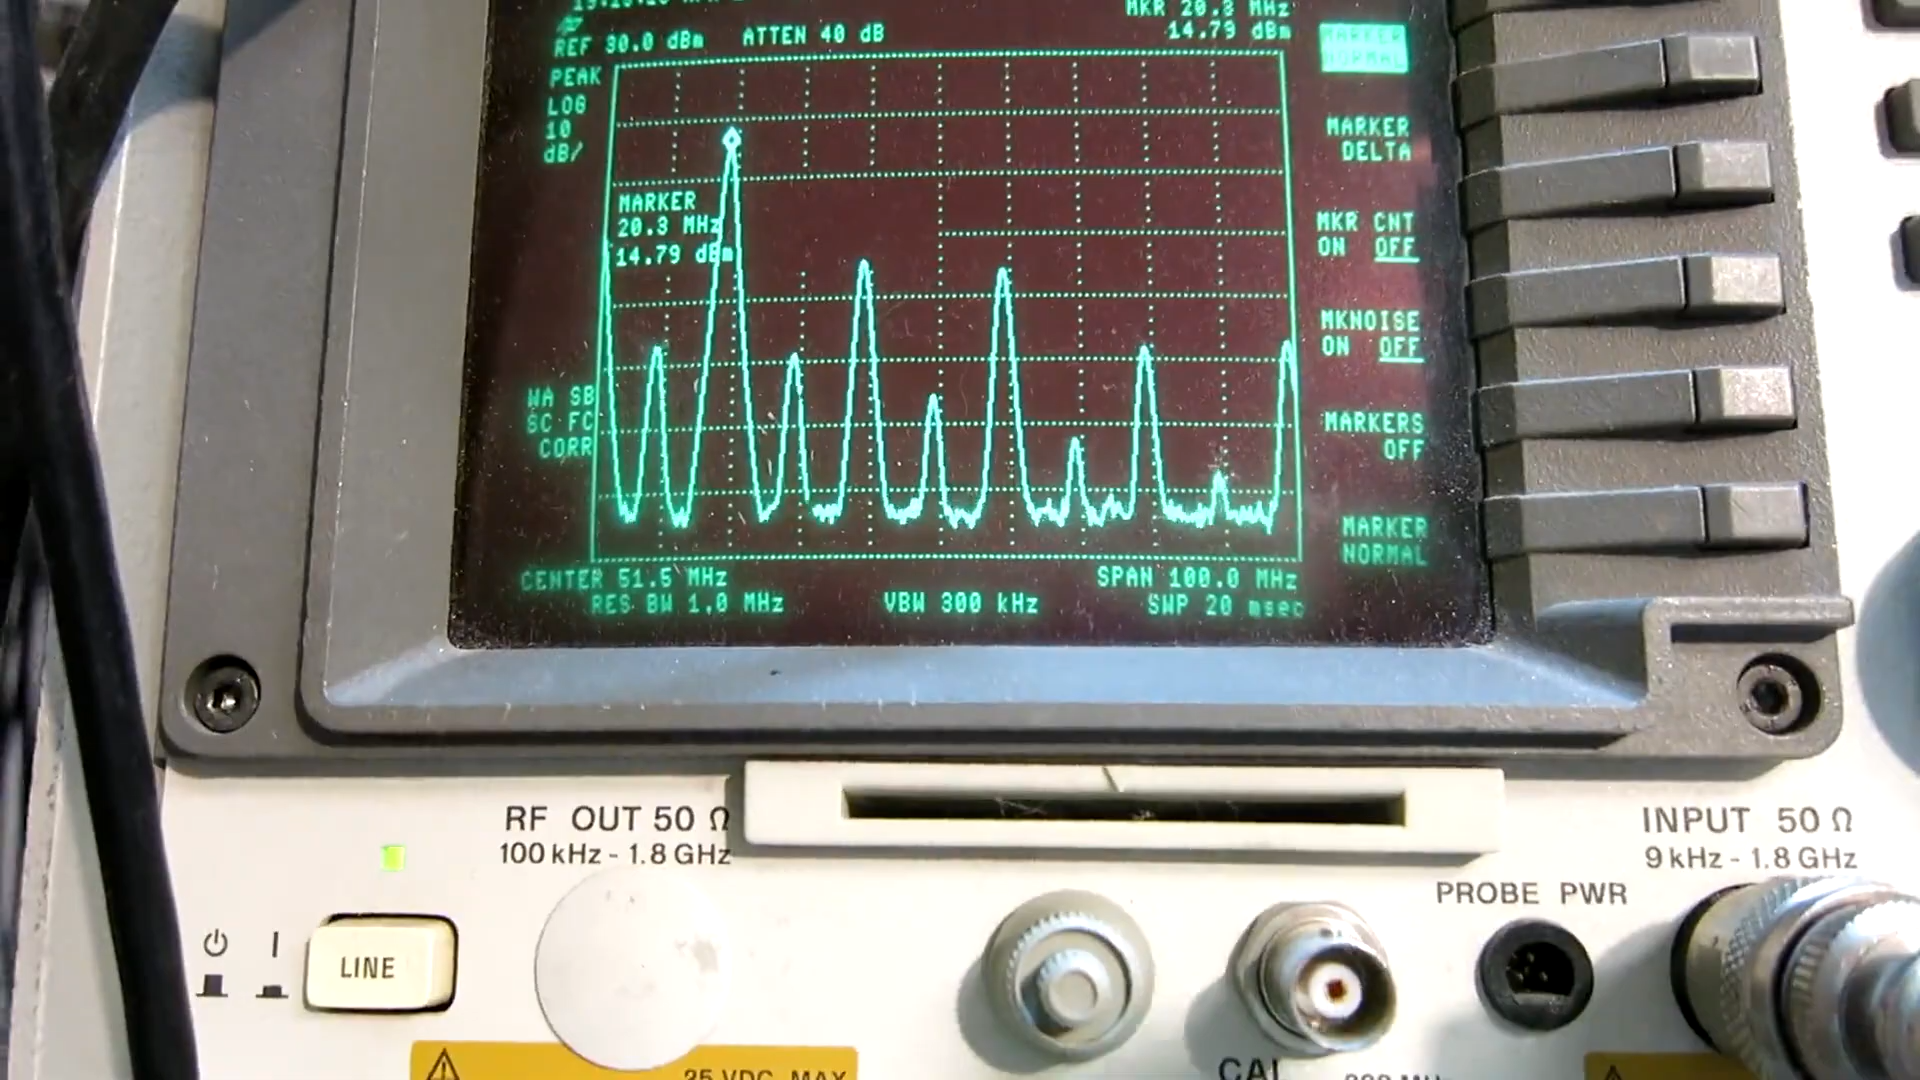 MKR 20.3 MHz
REF 30.0 dBm ATTEN 40 dB
14.79 dBm
MARKER
NORMAL
PEAK
LOG
10
dB/
MARKER
DELTA
MARKER
20.3 MHz
14.79 dBm
MKR CNT
ON OFF
MKNOISE
ON OFF
WA SB
SC FC
CORR
MARKERS
OFF
MARKER
NORMAL
CENTER 51.5 MHz
SPAN 100.0 MHz
RES BW 1.0 MHz
VBW 300 kHz
SWP 20 msec
RF OUT 50 Ω
100 kHz - 1.8 GHz
INPUT 50 Ω
9 kHz - 1.8 GHz
PROBE PWR
LINE
25 VDC MAX
CAL